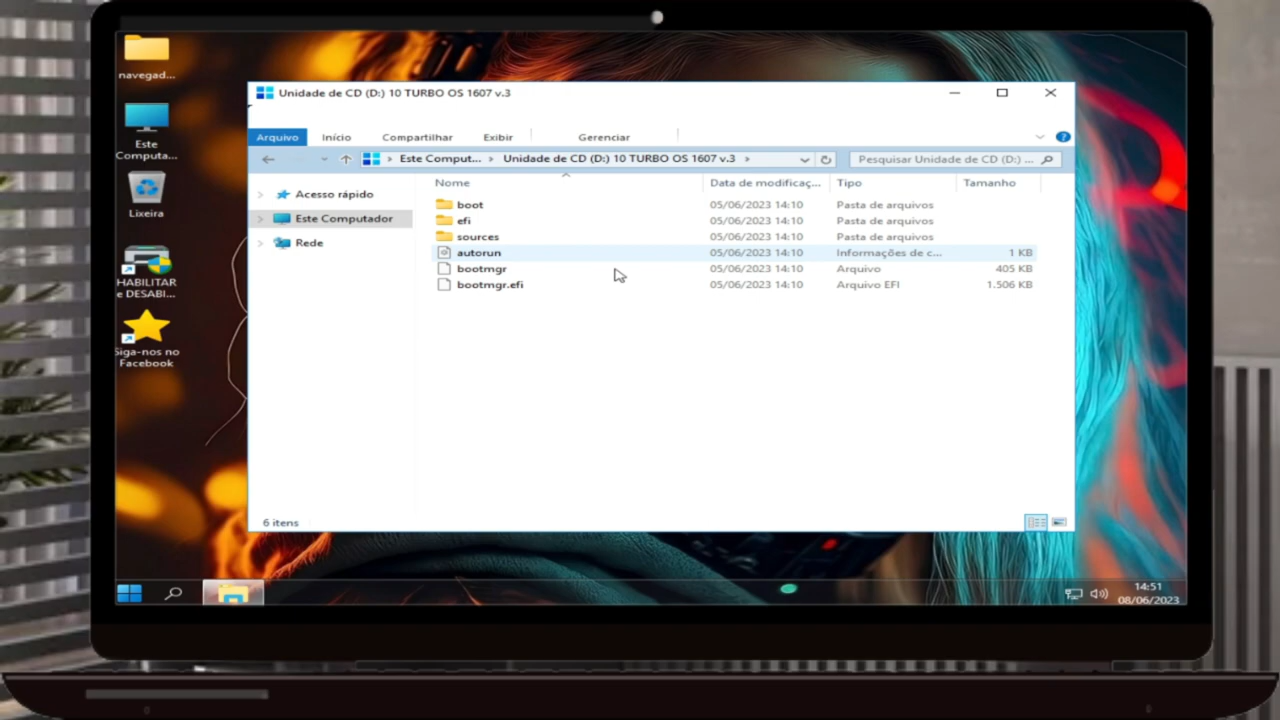 navegad...
Este
Computa...
Lixeira
HABILITAR
e DESABI...
Siga-nos no
Facebook
Unidade de CD (D:) 10 TURBO OS 1607 v.3
Arquivo Início Compartilhar Exibir Gerenciar
Este Comput... > Unidade de CD (D:) 10 TURBO OS 1607 v.3 >
Pesquisar Unidade de CD (D:) ...
Acesso rápido
Este Computador
Rede
Nome Data de modificaç... Tipo Tamanho
boot 05/06/2023 14:10 Pasta de arquivos
efi 05/06/2023 14:10 Pasta de arquivos
sources 05/06/2023 14:10 Pasta de arquivos
autorun 05/06/2023 14:10 Informações de c... 1 KB
bootmgr 05/06/2023 14:10 Arquivo 405 KB
bootmgr.efi 05/06/2023 14:10 Arquivo EFI 1.506 KB
6 itens
14:51
08/06/2023